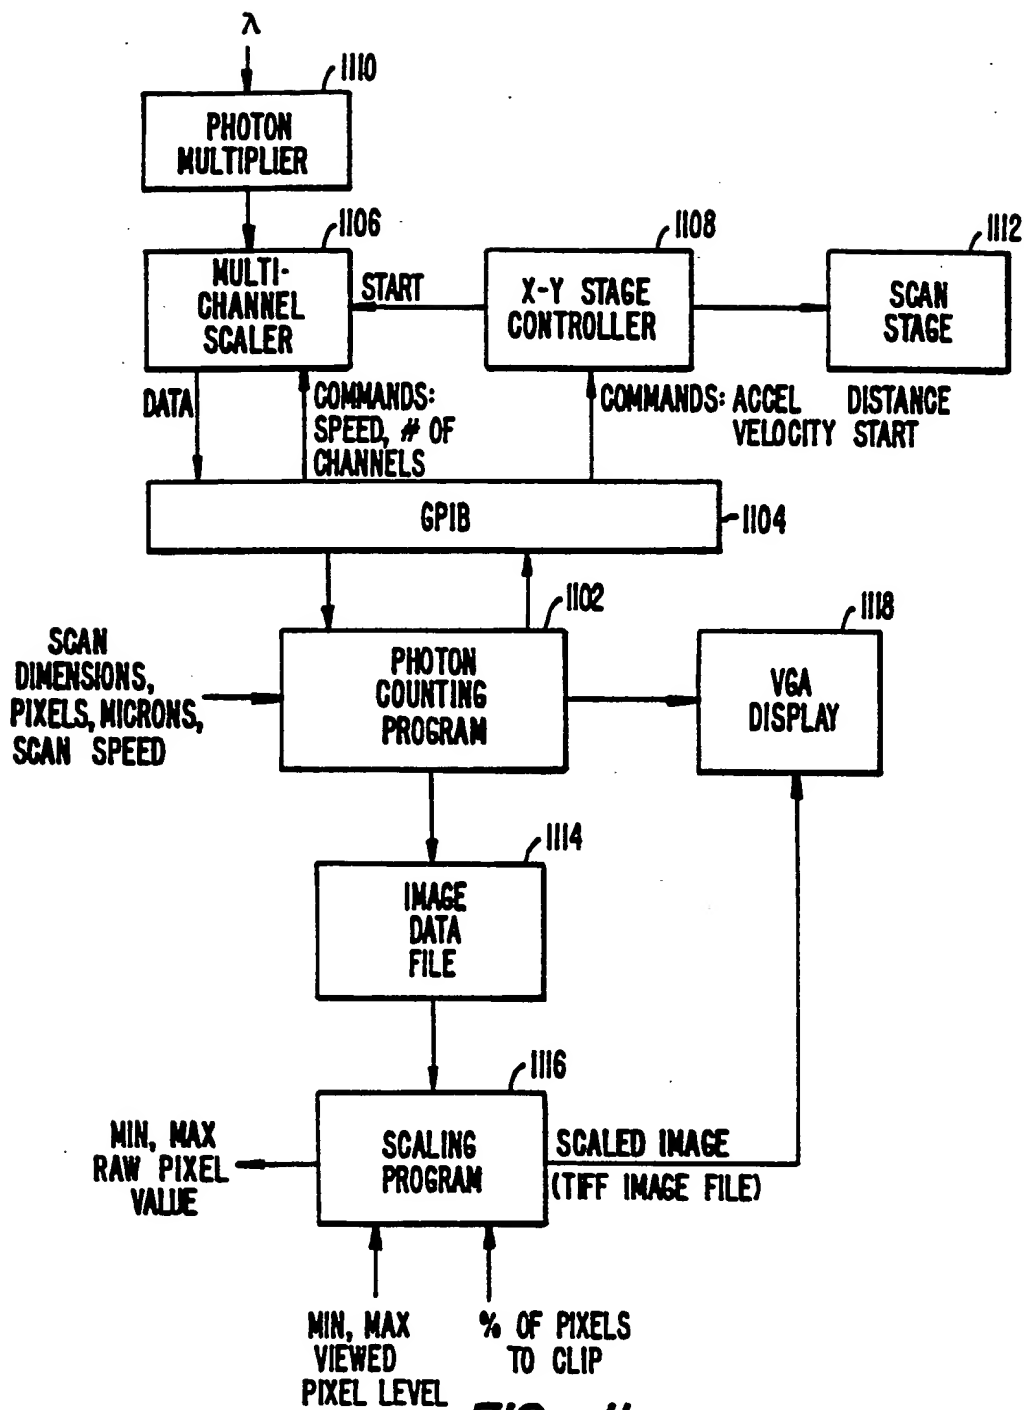 λ
1110
PHOTON
MULTIPLIER
1106
MULTI-
CHANNEL
SCALER
START
1108
X-Y STAGE
CONTROLLER
1112
SCAN
STAGE
DATA
COMMANDS:
SPEED, # OF
CHANNELS
COMMANDS: ACCEL DISTANCE
VELOCITY START
GPIB
1104
1102
PHOTON
COUNTING
PROGRAM
SCAN
DIMENSIONS,
PIXELS, MICRONS,
SCAN SPEED
1118
VGA
DISPLAY
1114
IMAGE
DATA
FILE
1116
SCALING
PROGRAM
MIN, MAX
RAW PIXEL
VALUE
SCALED IMAGE
(TIFF IMAGE FILE)
MIN, MAX
VIEWED
PIXEL LEVEL
% OF PIXELS
TO CLIP